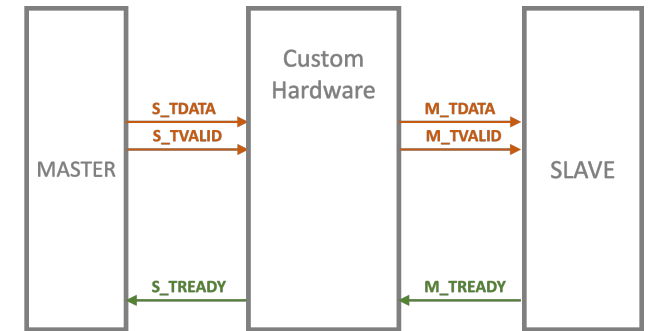 Custom
Hardware
S_TDATA
M_TDATA
S_TVALID
M_TVALID
MASTER
SLAVE
S_TREADY
M_TREADY